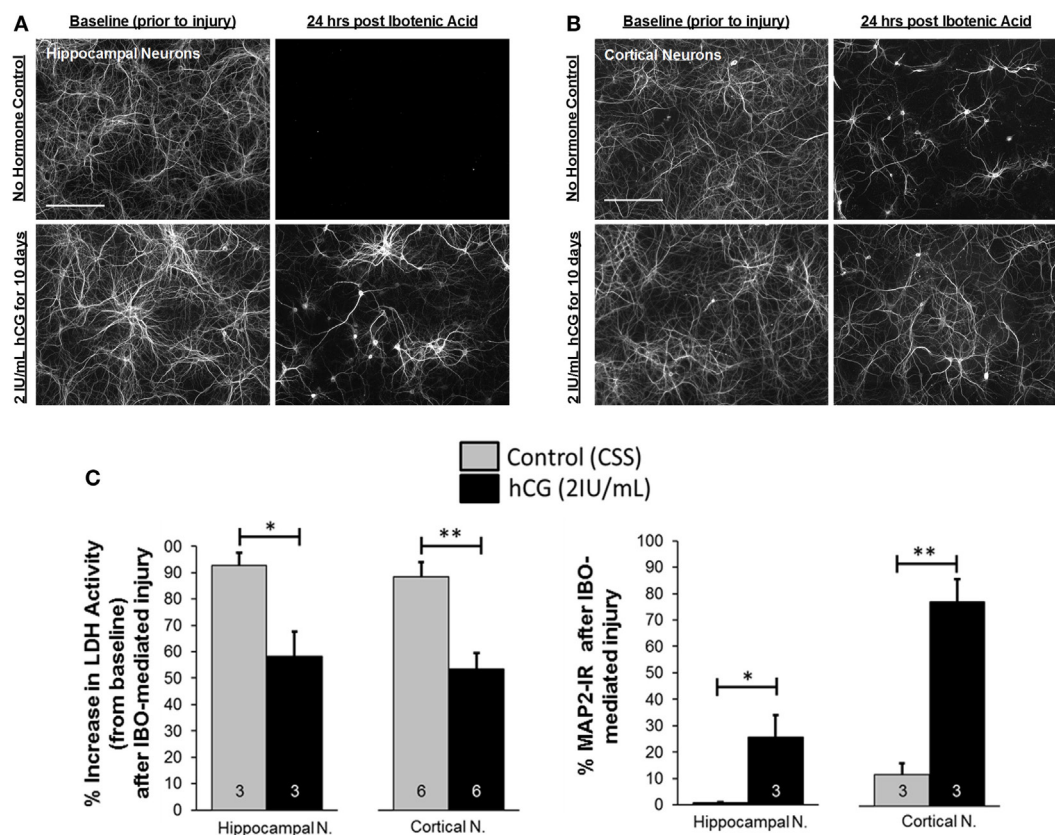 A
Baseline (prior to injury)
24 hrs post Ibotenic Acid
No Hormone Control
Hippocampal Neurons
2 IU/mL hCG for 10 days
B
Baseline (prior to injury)
24 hrs post Ibotenic Acid
No Hormone Control
Cortical Neurons
2 IU/mL hCG for 10 days
C
Control (CSS)
hCG (2IU/mL)
% Increase in LDH Activity
(from baseline)
after IBO-mediated injury
00
90
80
70
60
50
40
30
20
10
0
*
**
3
3
6
6
Hippocampal N.
Cortical N.
% MAP2-IR after IBO-
mediated injury
100
90
80
70
60
50
40
30
20
10
0
*
**
3
3
3
Hippocampal N.
Cortical N.